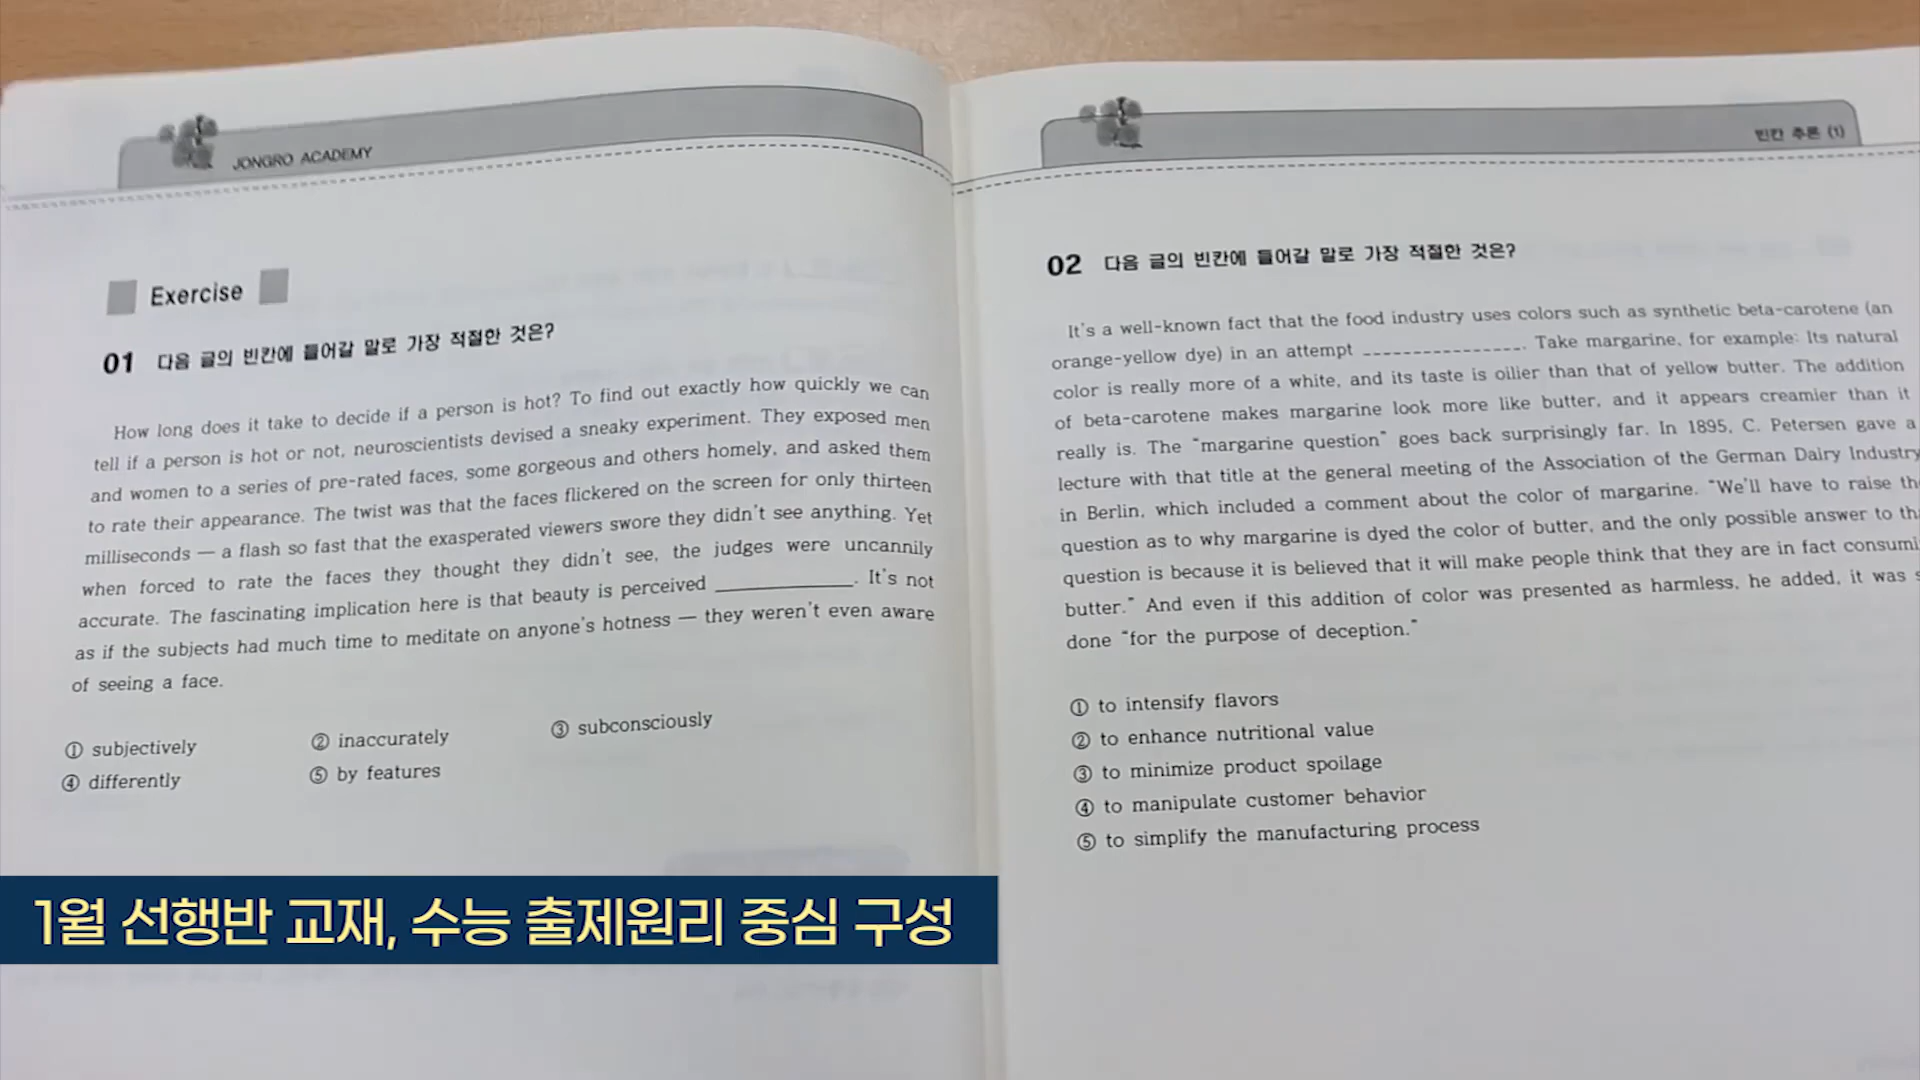 JONGRO ACADEMY
Exercise
01 다음 글의 빈칸에 들어갈 말로 가장 적절한 것은?
How long does it take to decide if a person is hot? To find out exactly how quickly we can
tell if a person is hot or not, neuroscientists devised a sneaky experiment. They exposed men
and women to a series of pre-rated faces, some gorgeous and others homely, and asked them
to rate their appearance. The twist was that the faces flickered on the screen for only thirteen
milliseconds — a flash so fast that the exasperated viewers swore they didn't see anything. Yet
when forced to rate the faces they thought they didn't see, the judges were uncannily
accurate. The fascinating implication here is that beauty is perceived ____________. It's not
as if the subjects had much time to meditate on anyone's hotness — they weren't even aware
of seeing a face.
① subjectively ② inaccurately ③ subconsciously
④ differently ⑤ by features
빈칸 추론 (1)
02 다음 글의 빈칸에 들어갈 말로 가장 적절한 것은?
It's a well-known fact that the food industry uses colors such as synthetic beta-carotene (an
orange-yellow dye) in an attempt ________________. Take margarine, for example: Its natural
color is really more of a white, and its taste is oilier than that of yellow butter. The addition
of beta-carotene makes margarine look more like butter, and it appears creamier than it
really is. The "margarine question" goes back surprisingly far. In 1895, C. Petersen gave a
lecture with that title at the general meeting of the Association of the German Dairy Industry
in Berlin, which included a comment about the color of margarine. "We'll have to raise
question as to why margarine is dyed the color of butter, and the only possible answer to
question is because it is believed that it will make people think that they are in fact
butter." And even if this addition of color was presented as harmless, he added, it was
done "for the purpose of deception."
① to intensify flavors
② to enhance nutritional value
③ to minimize product spoilage
④ to manipulate customer behavior
⑤ to simplify the manufacturing process
1월 선행반 교재, 수능 출제원리 중심 구성